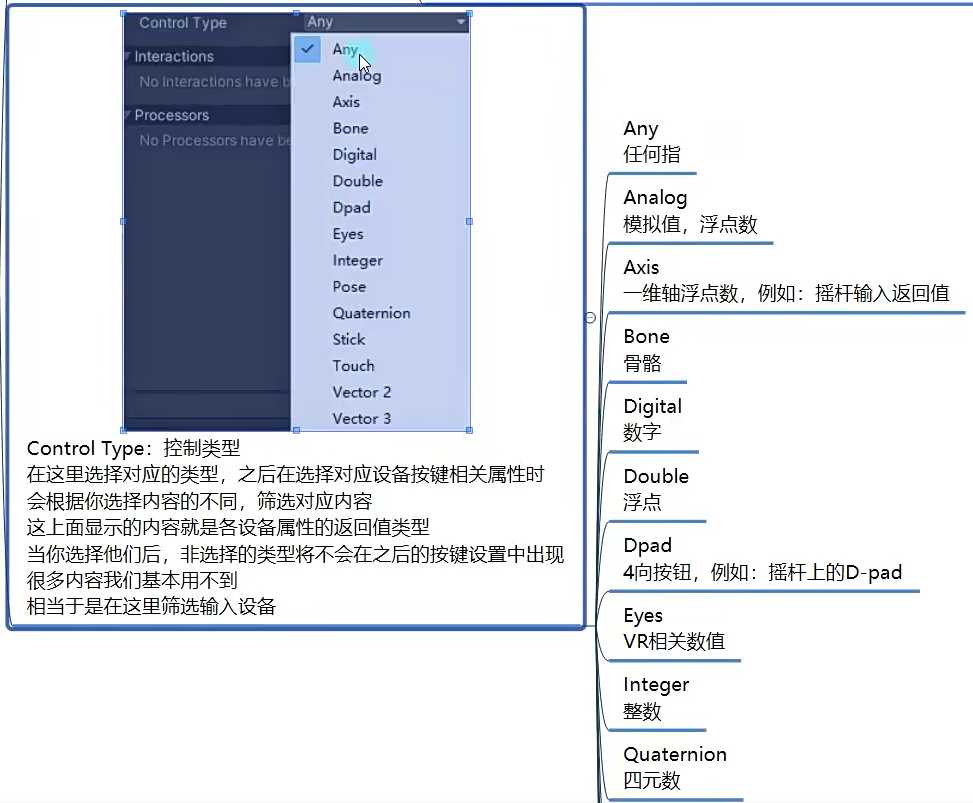 Control Type
Any
Interactions
No Interactions have b
Processors
No Processors have be
Any
Analog
Axis
Bone
Digital
Double
Dpad
Eyes
Integer
Pose
Quaternion
Stick
Touch
Vector 2
Vector 3
Control Type：控制类型
在这里选择对应的类型，之后在选择对应设备按键相关属性时
会根据你选择内容的不同，筛选对应内容
这上面显示的内容就是各设备属性的返回值类型
当你选择他们后，非选择的类型将不会在之后的按键设置中出现
很多内容我们基本用不到
相当于是在这里筛选输入设备
Any
任何指
Analog
模拟值，浮点数
Axis
一维轴浮点数，例如：摇杆输入返回值
Bone
骨骼
Digital
数字
Double
浮点
Dpad
4向按钮，例如：摇杆上的D-pad
Eyes
VR相关数值
Integer
整数
Quaternion
四元数